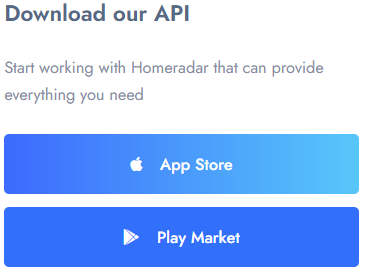 Download our API
Start working with Homeradar that can provide
everything you need
App Store
Play Market